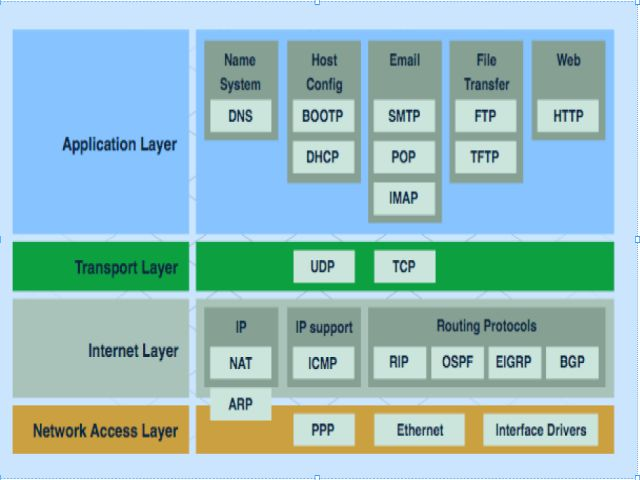 Name
System
DNS
Host
Config
BOOTP
DHCP
Email
SMTP
POP
IMAP
File
Transfer
FTP
TFTP
Web
HTTP
Application Layer
Transport Layer
UDP
TCP
Internet Layer
IP
NAT
ARP
IP support
ICMP
Routing Protocols
RIP
OSPF
EIGRP
BGP
Network Access Layer
PPP
Ethernet
Interface Drivers